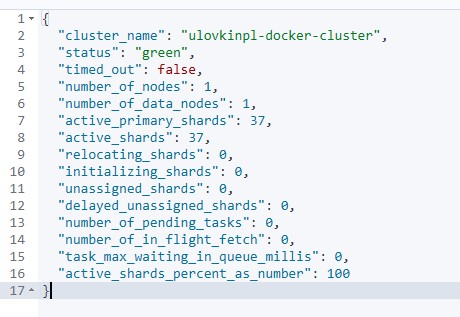 1 {
2 "cluster_name": "ulovkinpl-docker-cluster",
3 "status": "green",
4 "timed_out": false,
5 "number_of_nodes": 1,
6 "number_of_data_nodes": 1,
7 "active_primary_shards": 37,
8 "active_shards": 37,
9 "relocating_shards": 0,
10 "initializing_shards": 0,
11 "unassigned_shards": 0,
12 "delayed_unassigned_shards": 0,
13 "number_of_pending_tasks": 0,
14 "number_of_in_flight_fetch": 0,
15 "task_max_waiting_in_queue_millis": 0,
16 "active_shards_percent_as_number": 100
17 }